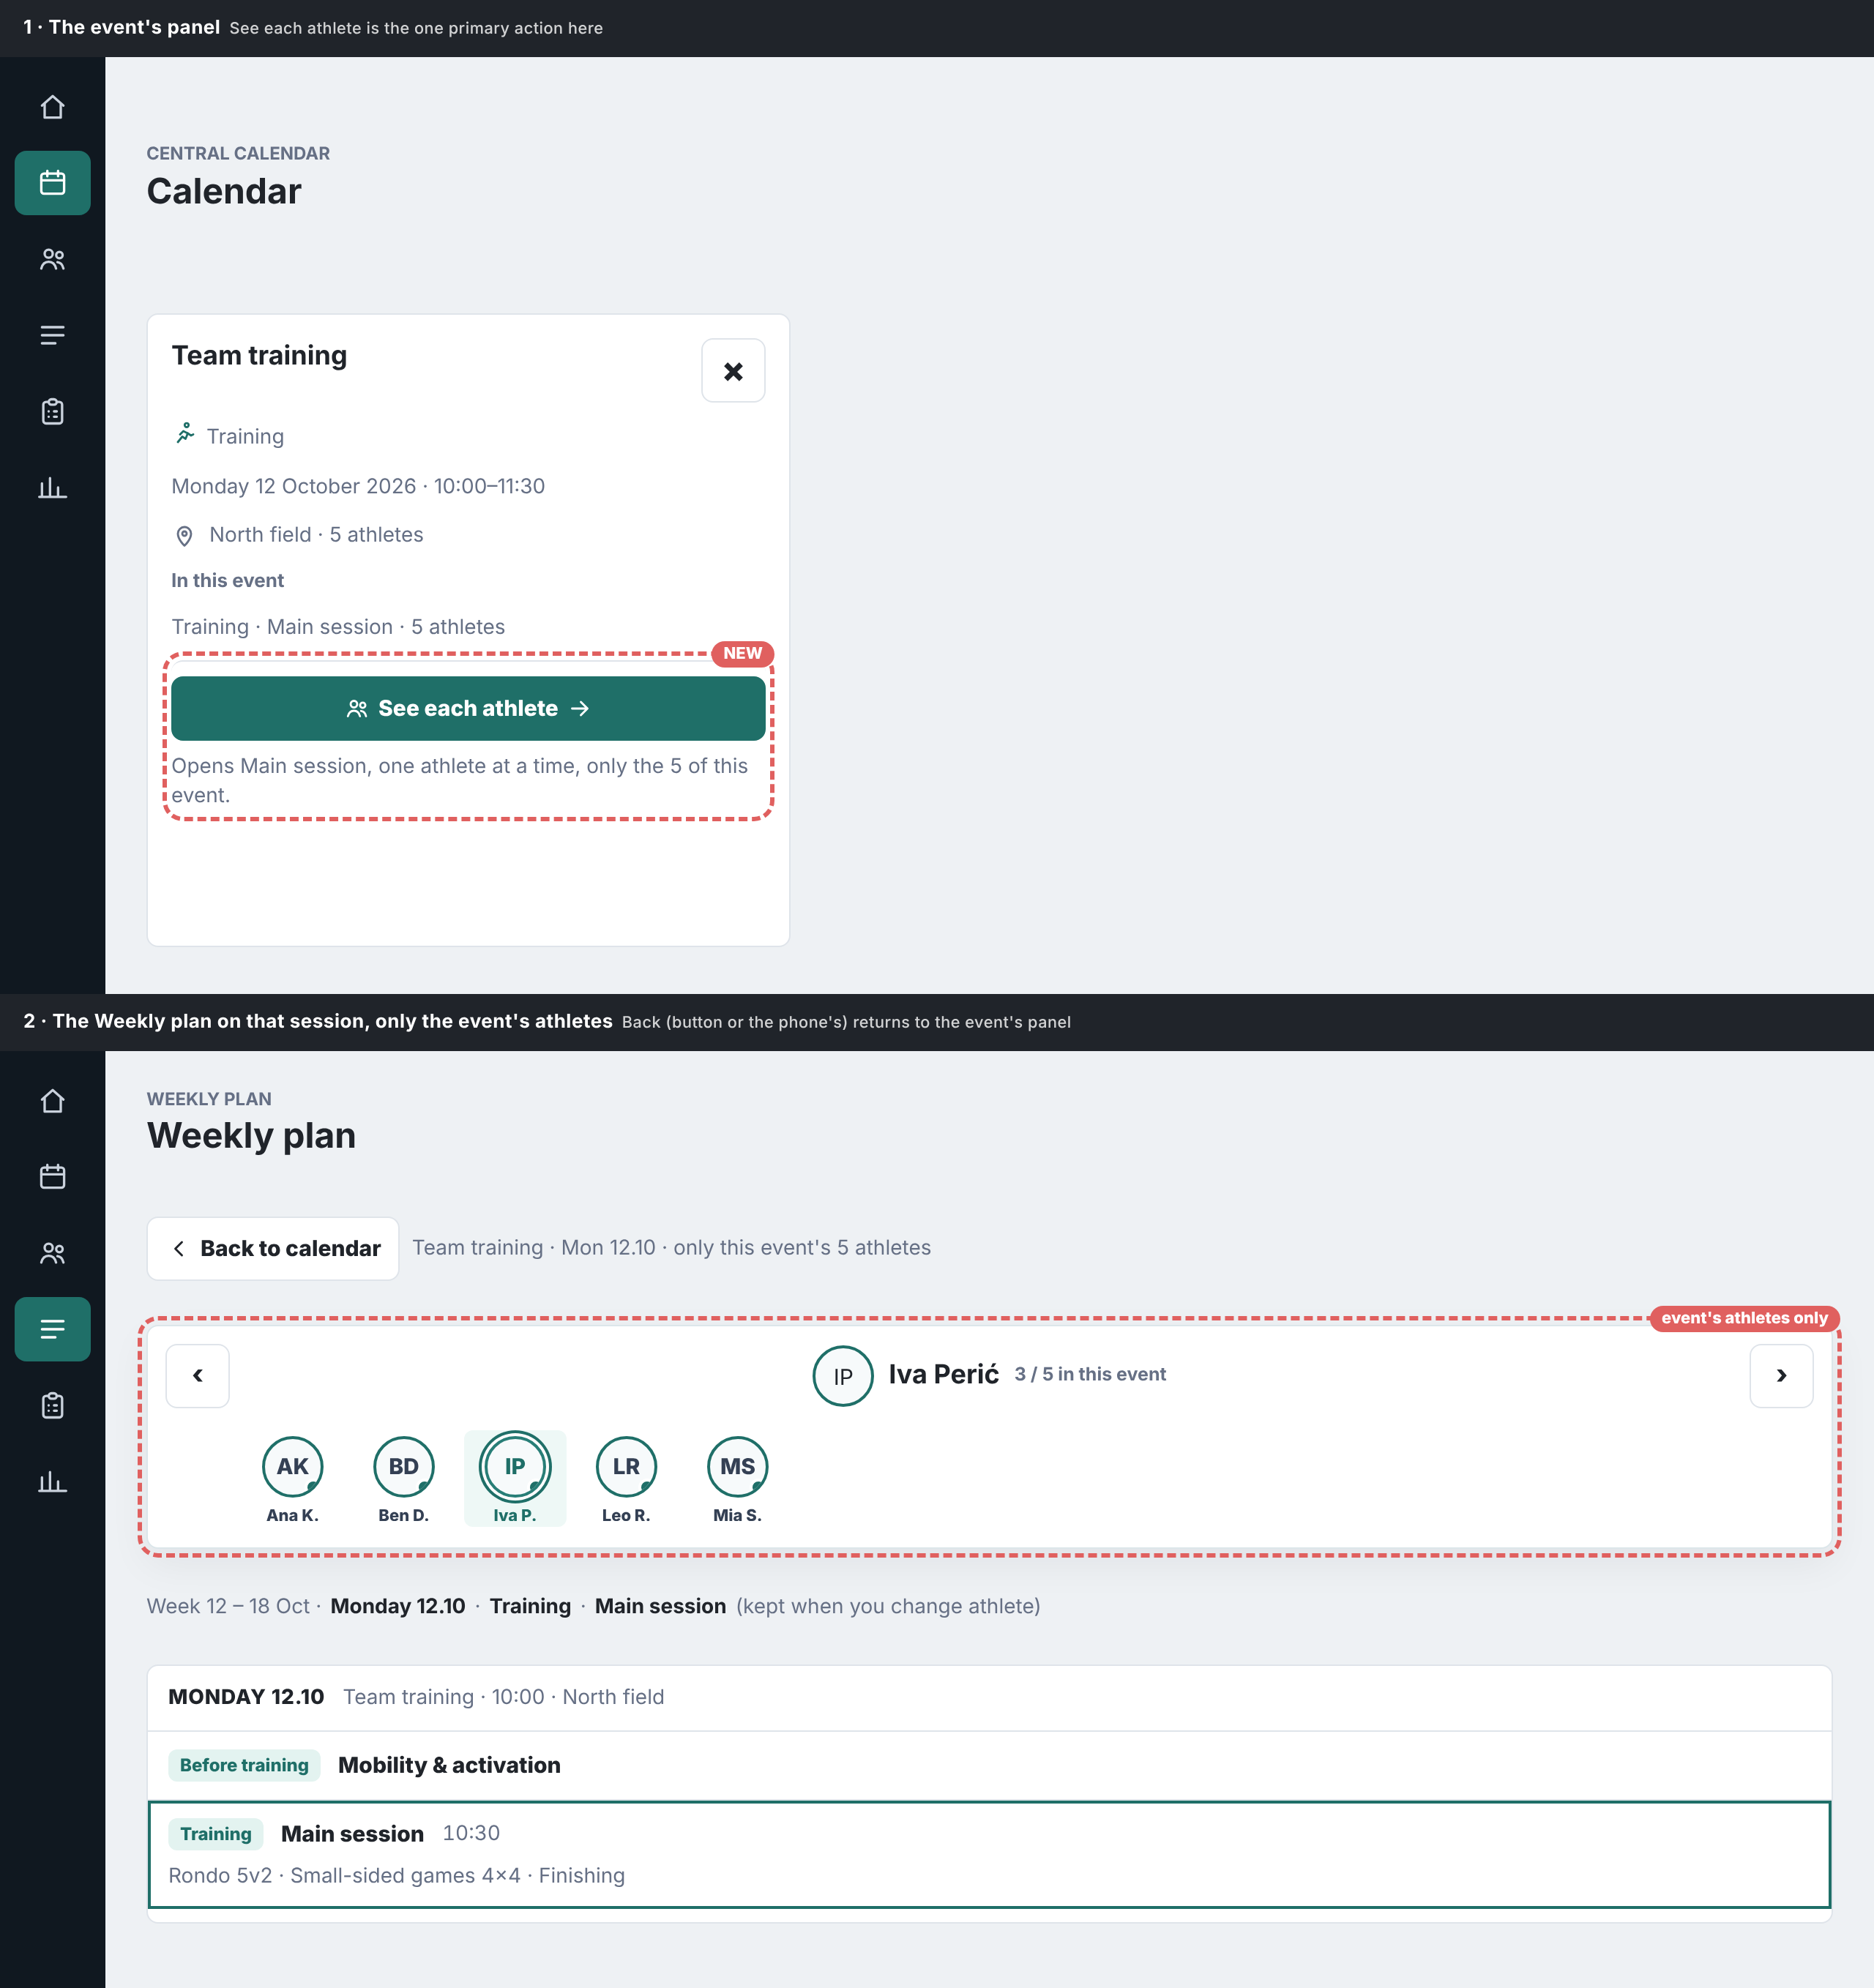 1 · The event's panel See each athlete is the one primary action here
CENTRAL CALENDAR
Calendar
Team training
Training
Monday 12 October 2026 · 10:00–11:30
North field · 5 athletes
In this event
Training · Main session · 5 athletes
NEW
See each athlete →
Opens Main session, one athlete at a time, only the 5 of this
event.
2 · The Weekly plan on that session, only the event's athletes Back (button or the phone's) returns to the event's panel
WEEKLY PLAN
Weekly plan
Back to calendar Team training · Mon 12.10 · only this event's 5 athletes
event's athletes only
‹ IP Iva Perić 3 / 5 in this event ›
AK BD IP LR MS
Ana K. Ben D. Iva P. Leo R. Mia S.
Week 12 – 18 Oct · Monday 12.10 · Training · Main session (kept when you change athlete)
MONDAY 12.10 Team training · 10:00 · North field
Before training Mobility & activation
Training Main session 10:30
Rondo 5v2 · Small-sided games 4×4 · Finishing